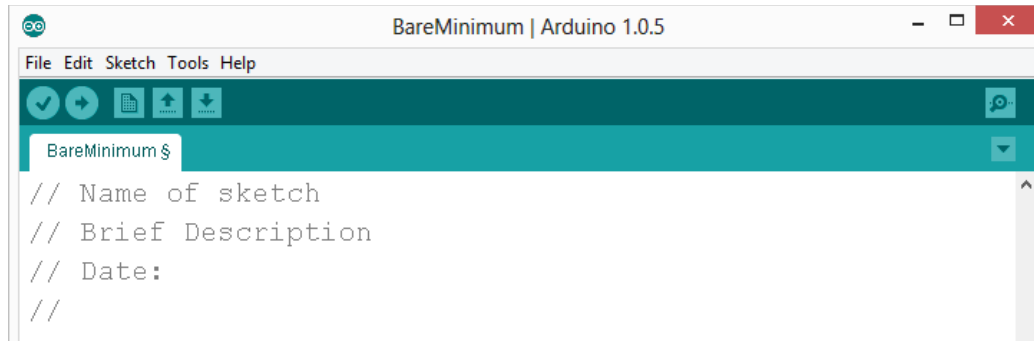 BareMinimum | Arduino 1.0.5
File Edit Sketch Tools Help
BareMinimum §
// Name of sketch
// Brief Description
// Date:
//